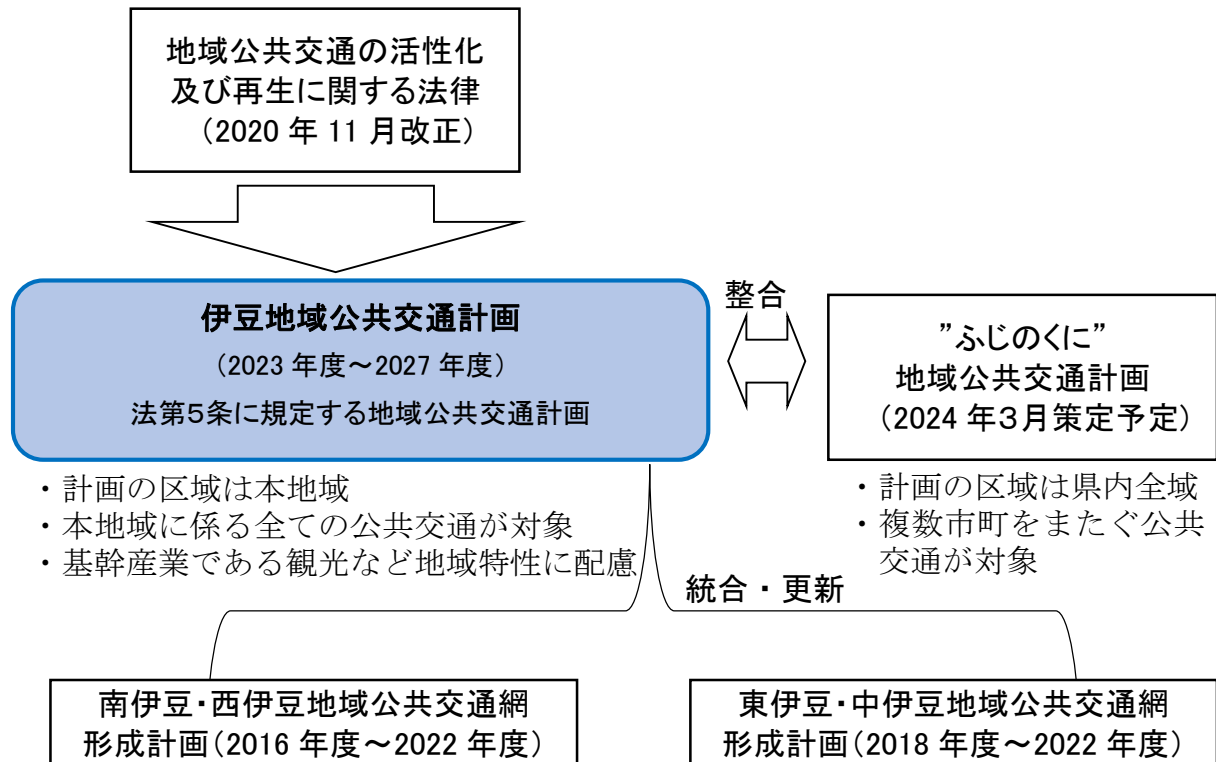 地域公共交通の活性化
及び再生に関する法律
（2020 年 11 月改正）
伊豆地域公共交通計画
（2023 年度～2027 年度）
法第５条に規定する地域公共交通計画
整合
”ふじのくに”
地域公共交通計画
（2024 年３月策定予定）
・計画の区域は本地域
・本地域に係る全ての公共交通が対象
・基幹産業である観光など地域特性に配慮
・計画の区域は県内全域
・複数市町をまたぐ公共
交通が対象
統合・更新
南伊豆・西伊豆地域公共交通網
形成計画（2016 年度～2022 年度）
東伊豆・中伊豆地域公共交通網
形成計画（2018 年度～2022 年度）